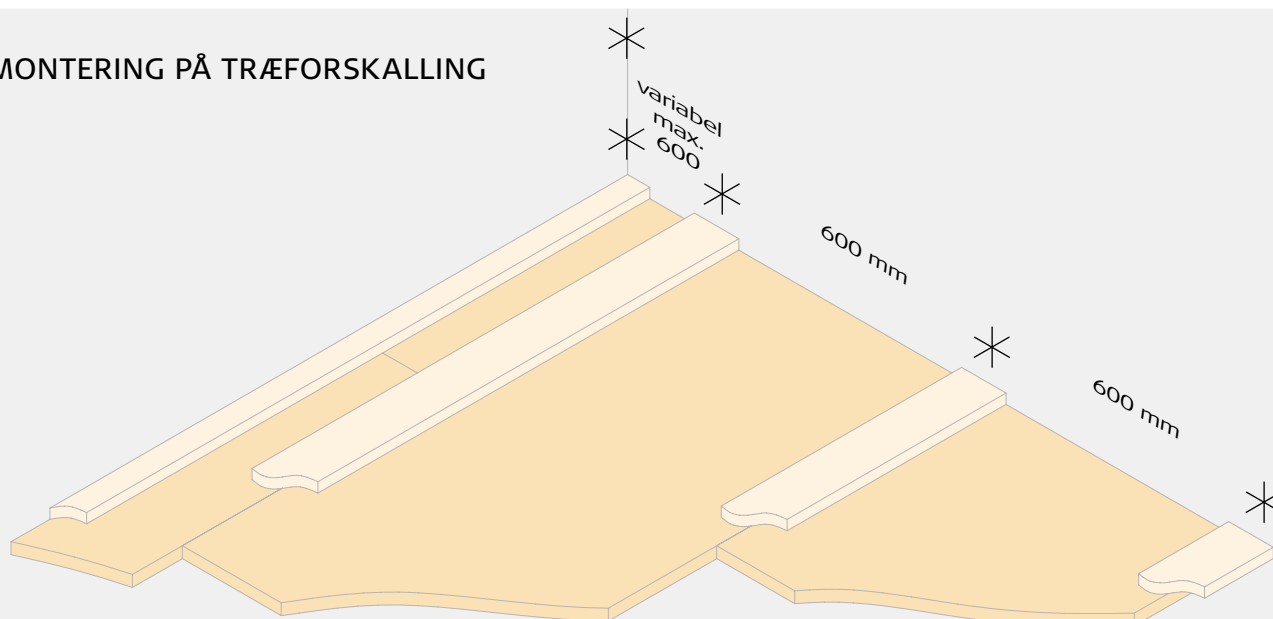 MONTERING PÅ TRÆFORSKALLING
variabel
max.
600
600 mm
600 mm